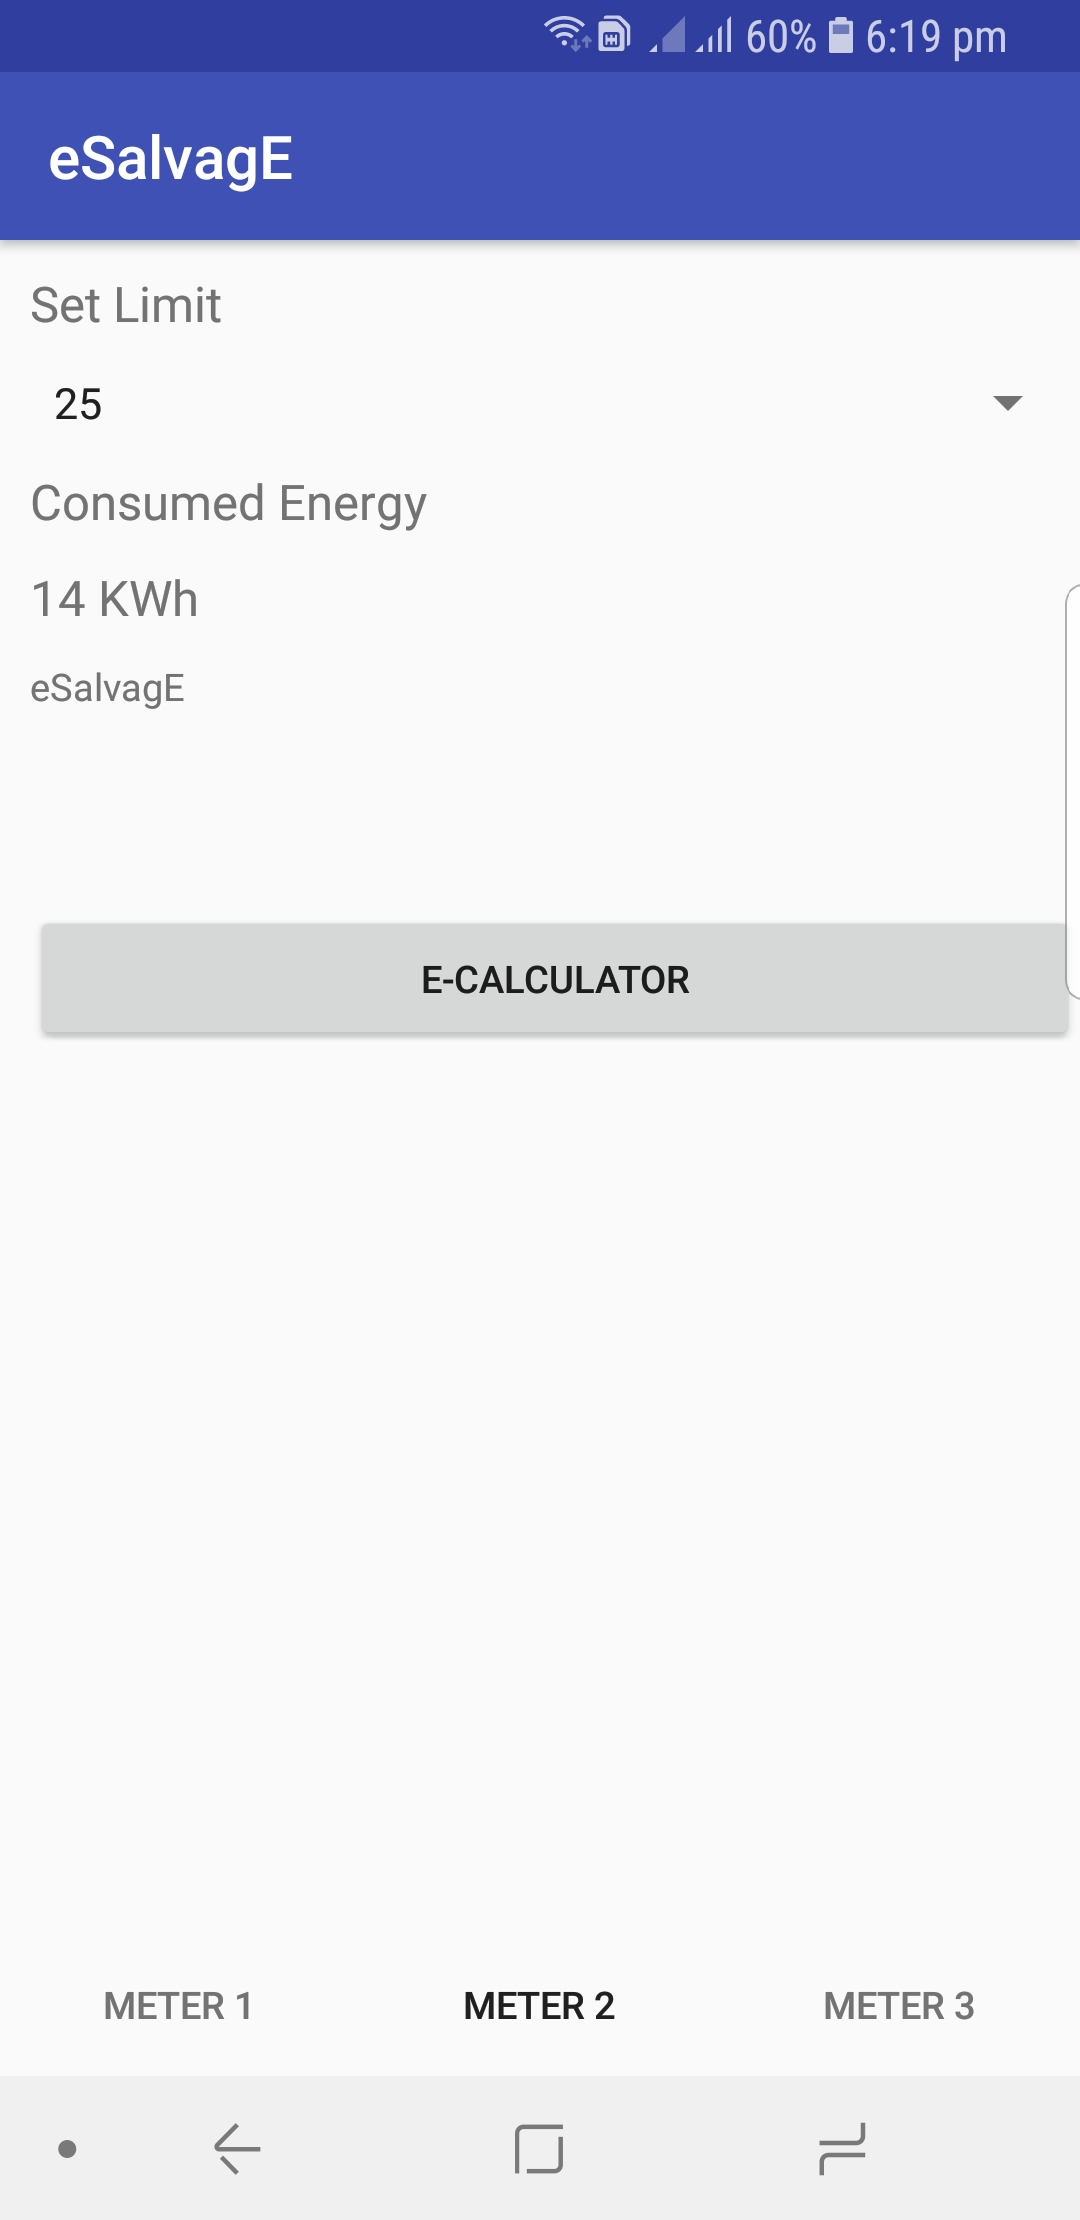 60% 6:19 pm
eSalvagE
Set Limit
25
Consumed Energy
14 KWh
eSalvagE
E-CALCULATOR
METER 1 METER 2 METER 3